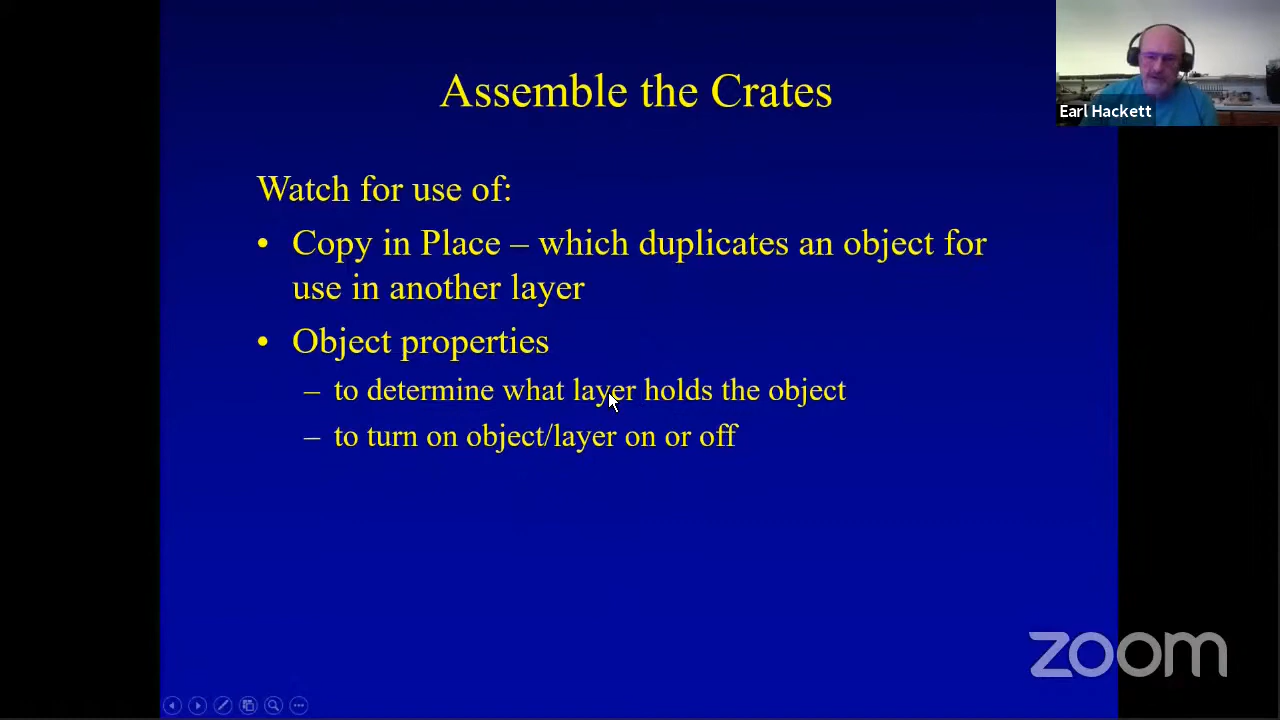 Assemble the Crates
Earl Hackett
Watch for use of:
• Copy in Place – which duplicates an object for
use in another layer
• Object properties
– to determine what layer holds the object
– to turn on object/layer on or off
zoom